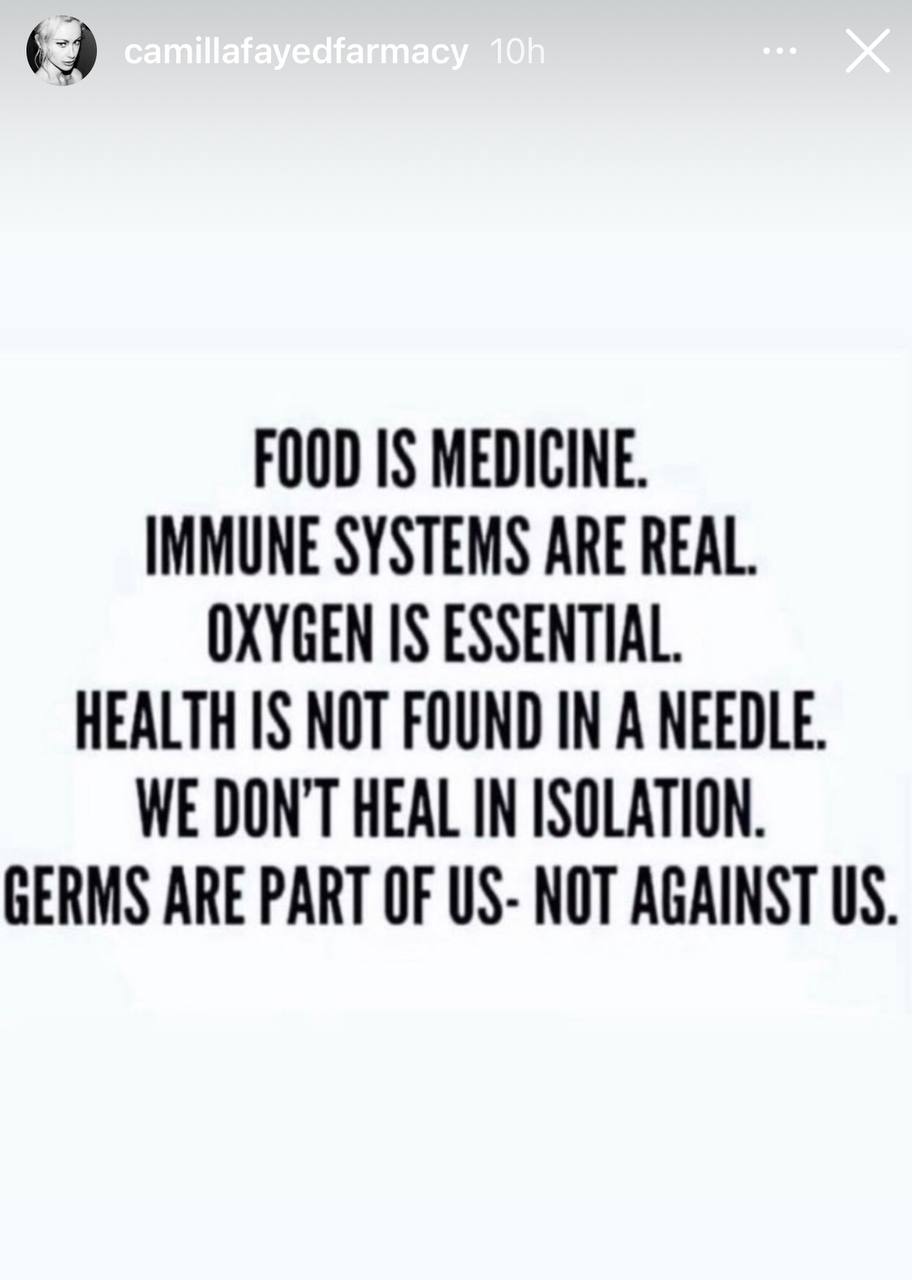 camillafayedfarmacy 10h
FOOD IS MEDICINE.
IMMUNE SYSTEMS ARE REAL.
OXYGEN IS ESSENTIAL.
HEALTH IS NOT FOUND IN A NEEDLE.
WE DON'T HEAL IN ISOLATION.
GERMS ARE PART OF US- NOT AGAINST US.